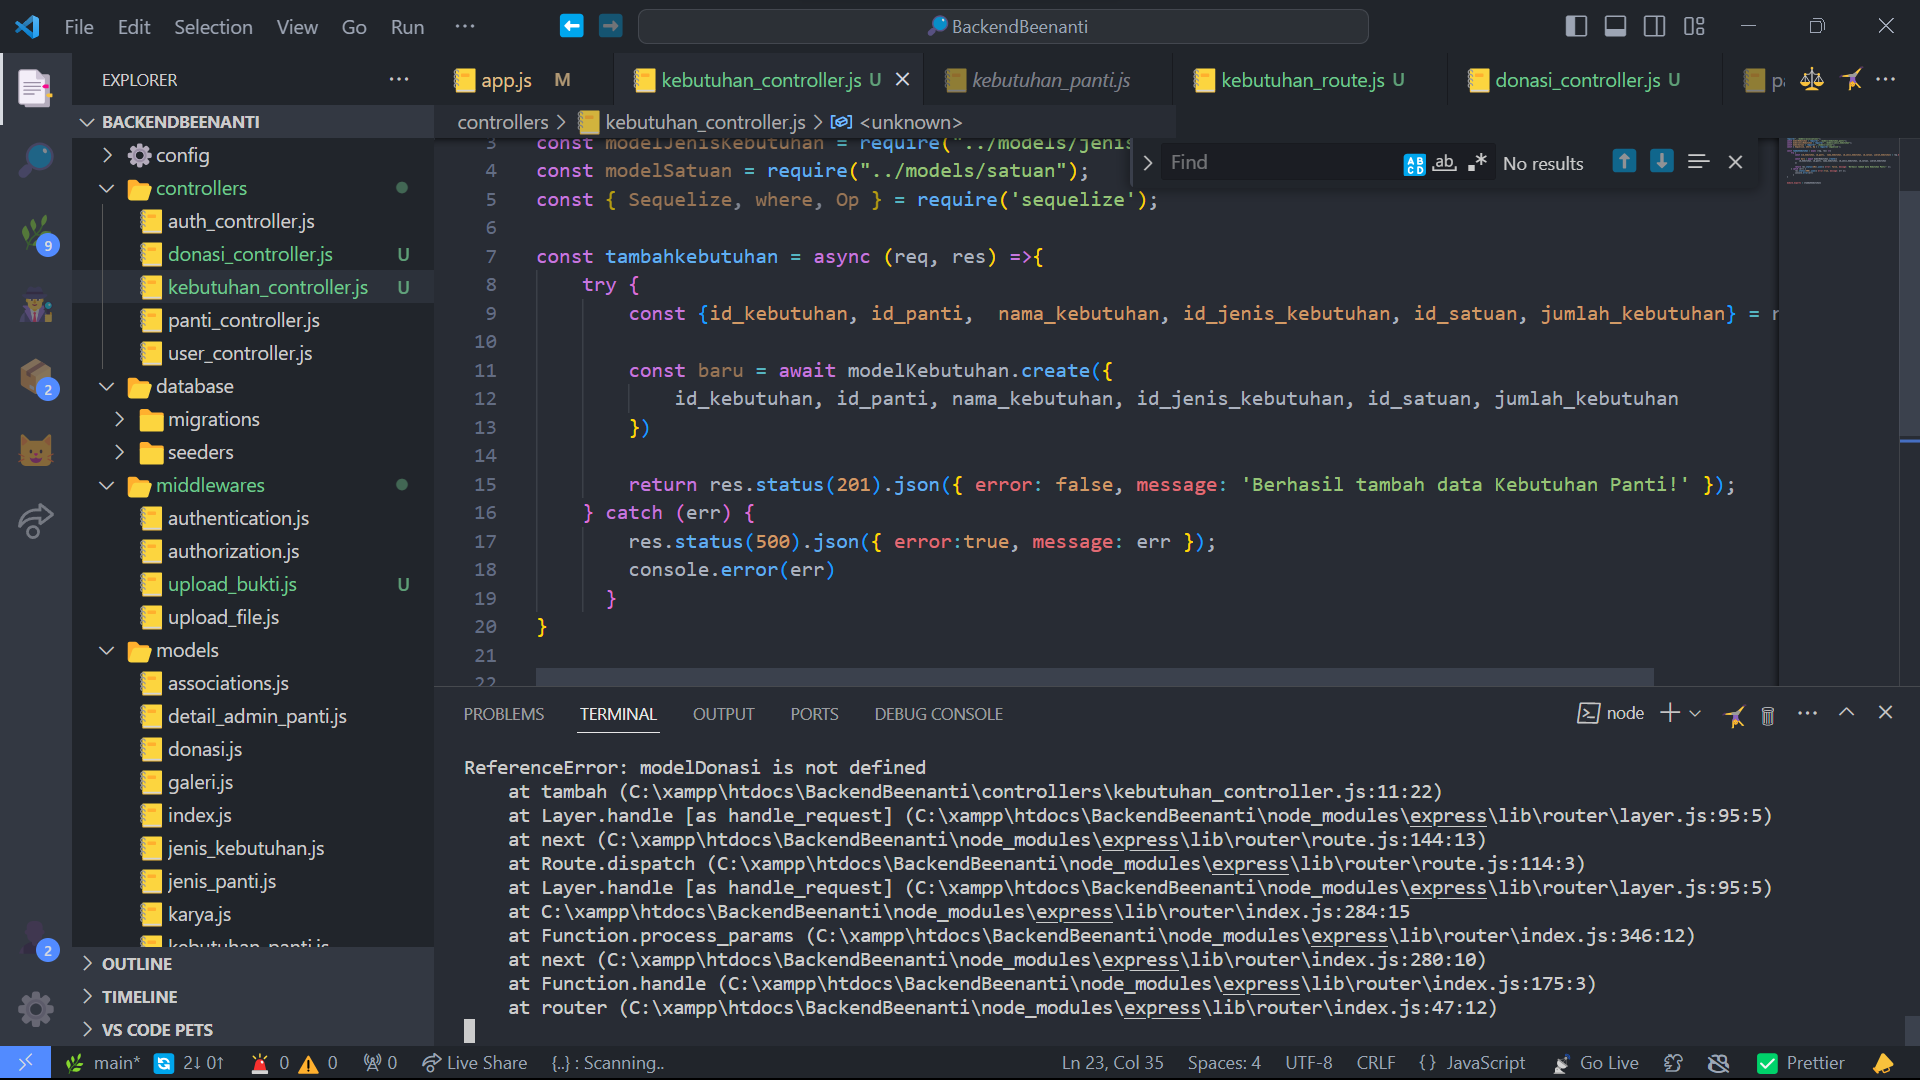 File Edit Selection View Go Run ··· BackendBeenanti
EXPLORER ···
app.js M
kebutuhan_controller.js U
kebutuhan_panti.js
kebutuhan_route.js U
donasi_controller.js U
···
BACKENDBEENANTI
config
controllers
auth_controller.js
donasi_controller.js U
kebutuhan_controller.js U
panti_controller.js
user_controller.js
database
migrations
seeders
middlewares
authentication.js
authorization.js
upload_bukti.js U
upload_file.js
models
associations.js
detail_admin_panti.js
donasi.js
galeri.js
index.js
jenis_kebutuhan.js
jenis_panti.js
karya.js
kebutuhan_panti.js
OUTLINE
TIMELINE
VS CODE PETS
9
2
2
controllers > kebutuhan_controller.js > <unknown>
Find No results
3 const modelJenisKebutuhan = require("../models/jenis
4 const modelSatuan = require("../models/satuan");
5 const { Sequelize, where, Op } = require('sequelize');
6
7 const tambahkebutuhan = async (req, res) =>{
8 try {
9 const {id_kebutuhan, id_panti,  nama_kebutuhan, id_jenis_kebutuhan, id_satuan, jumlah_kebutuhan} = r
10
11 const baru = await modelKebutuhan.create({
12 id_kebutuhan, id_panti, nama_kebutuhan, id_jenis_kebutuhan, id_satuan, jumlah_kebutuhan
13 })
14
15 return res.status(201).json({ error: false, message: 'Berhasil tambah data Kebutuhan Panti!' });
16 } catch (err) {
17 res.status(500).json({ error:true, message: err });
18 console.error(err)
19 }
20 }
21
22
PROBLEMS TERMINAL OUTPUT PORTS DEBUG CONSOLE
node
ReferenceError: modelDonasi is not defined
at tambah (C:\xampp\htdocs\BackendBeenanti\controllers\kebutuhan_controller.js:11:22)
at Layer.handle [as handle_request] (C:\xampp\htdocs\BackendBeenanti\node_modules\express\lib\router\layer.js:95:5)
at next (C:\xampp\htdocs\BackendBeenanti\node_modules\express\lib\router\route.js:144:13)
at Route.dispatch (C:\xampp\htdocs\BackendBeenanti\node_modules\express\lib\router\route.js:114:3)
at Layer.handle [as handle_request] (C:\xampp\htdocs\BackendBeenanti\node_modules\express\lib\router\layer.js:95:5)
at C:\xampp\htdocs\BackendBeenanti\node_modules\express\lib\router\index.js:284:15
at Function.process_params (C:\xampp\htdocs\BackendBeenanti\node_modules\express\lib\router\index.js:346:12)
at next (C:\xampp\htdocs\BackendBeenanti\node_modules\express\lib\router\index.js:280:10)
at Function.handle (C:\xampp\htdocs\BackendBeenanti\node_modules\express\lib\router\index.js:175:3)
at router (C:\xampp\htdocs\BackendBeenanti\node_modules\express\lib\router\index.js:47:12)
main* 2↓ 0↑ 0 0 0 Live Share {..} : Scanning.. Ln 23, Col 35 Spaces: 4 UTF-8 CRLF {} JavaScript Go Live Prettier